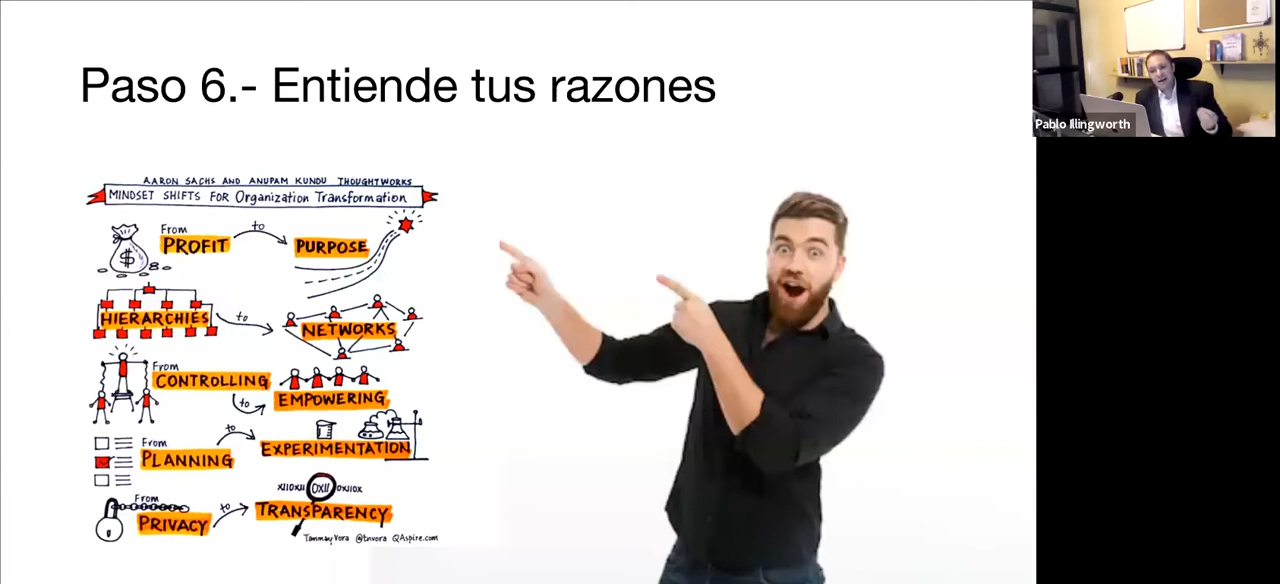 Paso 6.- Entiende tus razones
Pablo Illingworth
AARON SACHS AND ANUPAM KUNDU THOUGHTWORKS
MINDSET SHIFTS FOR Organization Transformation
From
PROFIT
to
PURPOSE
$
HIERARCHIES
to
NETWORKS
From
CONTROLLING
to
EMPOWERING
From
PLANNING
to
EXPERIMENTATION
From
PRIVACY
to
TRANSPARENCY
Tanmay Vora @tnvora QAspire.com